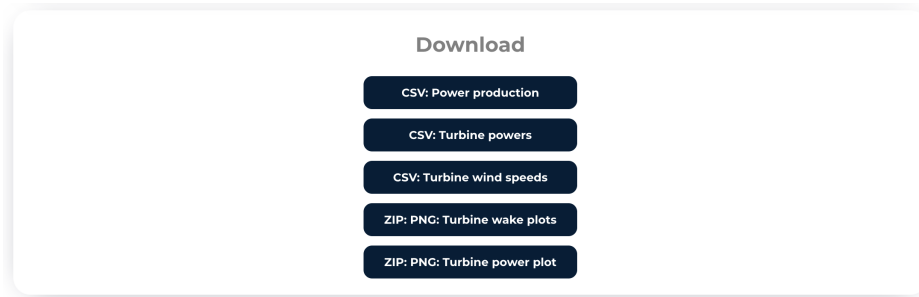 Download
CSV: Power production
CSV: Turbine powers
CSV: Turbine wind speeds
ZIP: PNG: Turbine wake plots
ZIP: PNG: Turbine power plot